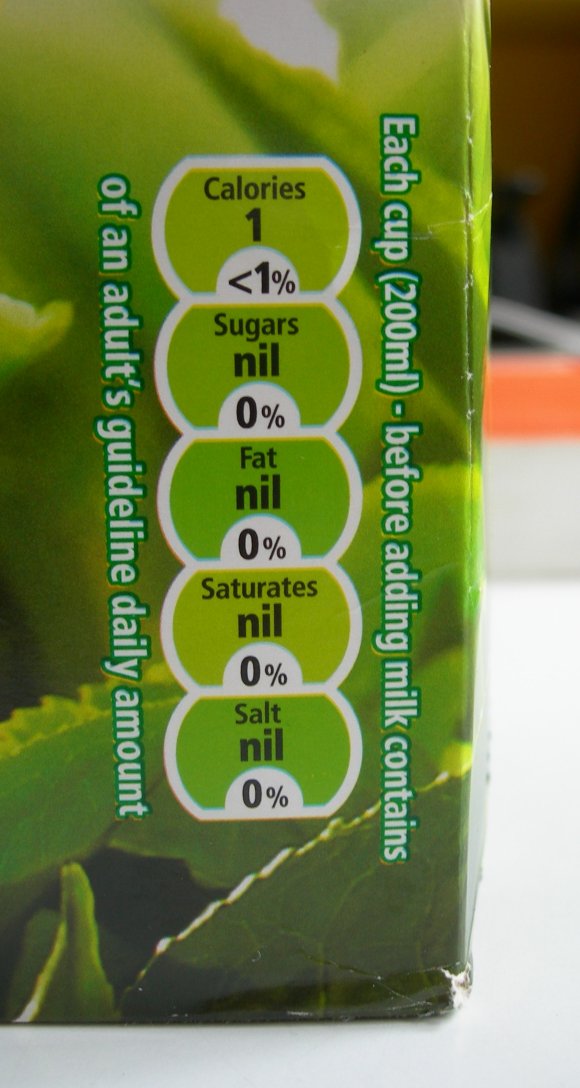 Each cup (200ml) - before adding milk contains
Calories
1
<1%
Sugars
nil
0%
Fat
nil
0%
Saturates
nil
0%
Salt
nil
0%
of an adult's guideline daily amount